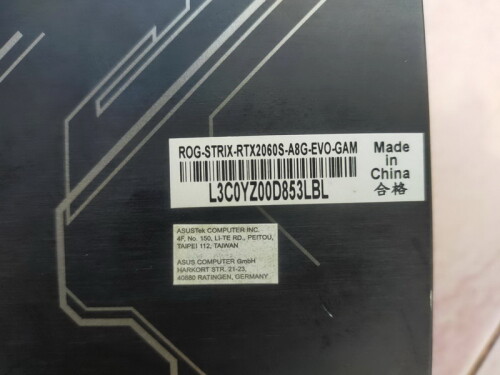 ROG-STRIX-RTX2060S-A8G-EVO-GAM
L3C0YZ00D853LBL
Made in China
合格
ASUSTek COMPUTER INC.
4F, No. 150, LI-TE RD., PEITOU,
TAIPEI 112, TAIWAN
ASUS COMPUTER GmbH
HARKORT STR. 21-23,
40880 RATINGEN, GERMANY